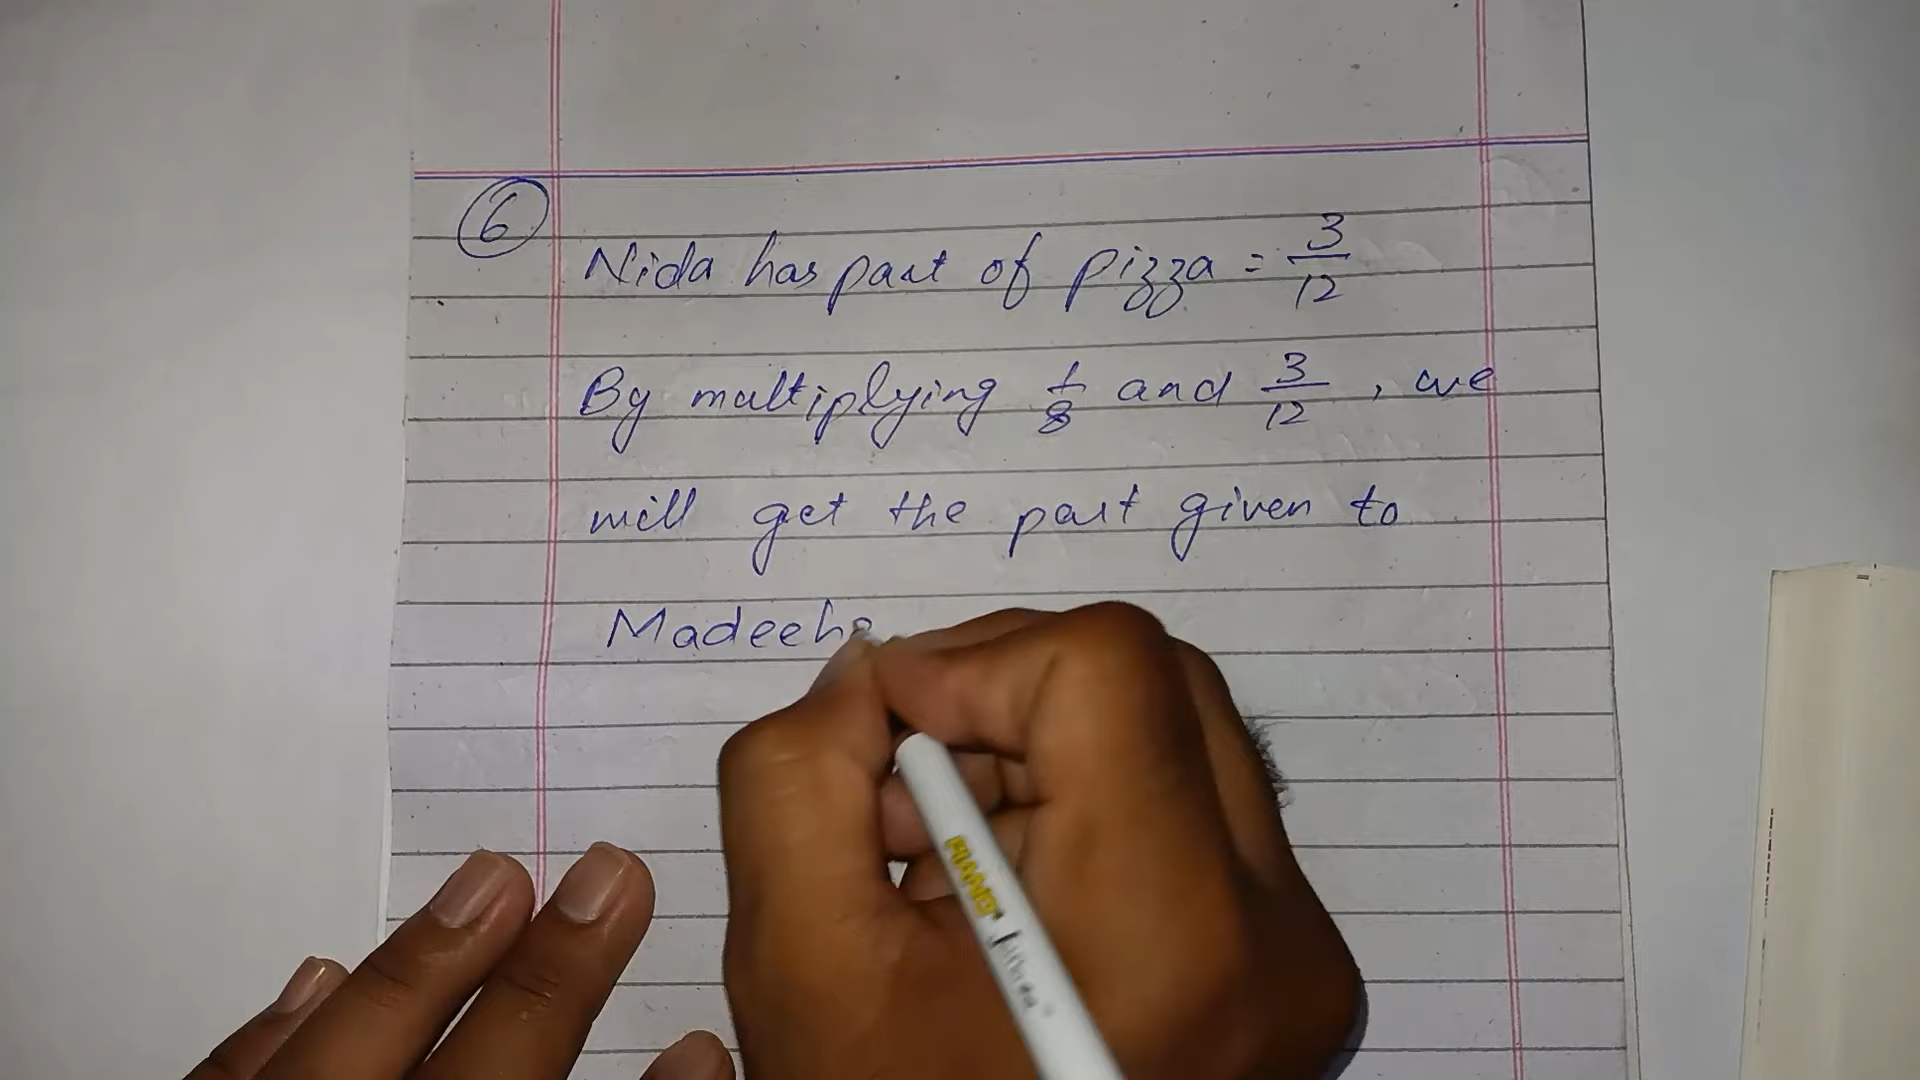 6
Nida has part of pizza = 3/12
By multiplying 1/8 and 3/12, we
will get the part given to
Madeeha
PIANO